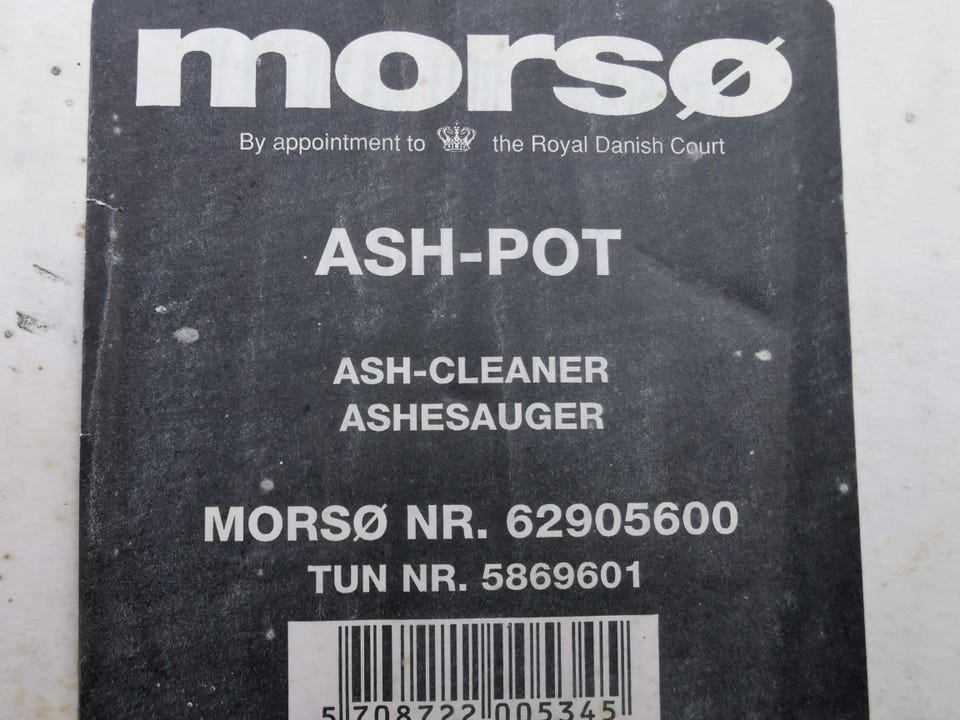 morsø
By appointment to the Royal Danish Court
ASH-POT
ASH-CLEANER
ASHESAUGER
MORSØ NR. 62905600
TUN NR. 5869601
5 708722 005345